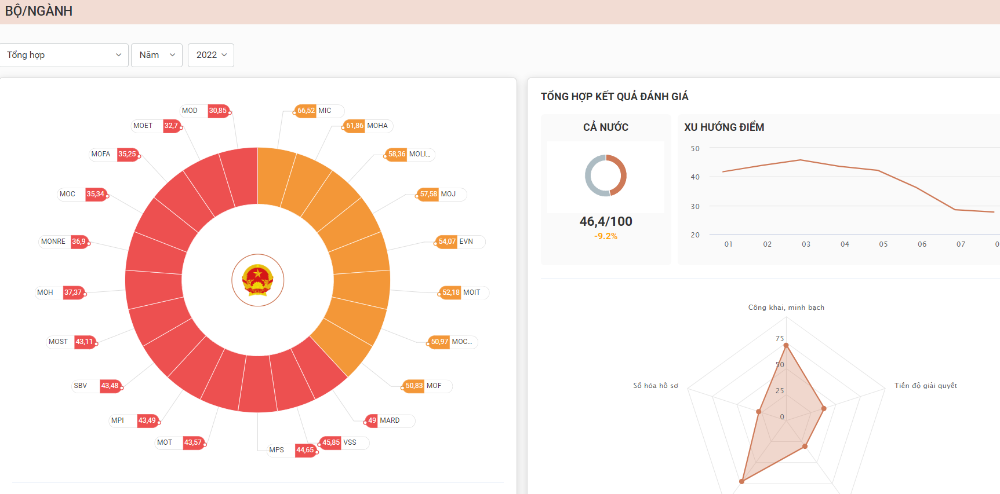 BỘ/NGÀNH
Tổng hợp
Năm
2022
MOD 30,85
66,52 MIC
MOET 32,7
61,86 MOHA
MOFA 35,25
58,36 MOLI...
MOC 35,34
57,58 MOJ
MONRE 36,9
54,07 EVN
MOH 37,37
52,18 MOIT
MOST 43,11
50,97 MOC...
SBV 43,48
50,83 MOF
MPI 43,49
49 MARD
MOT 43,57
45,85 VSS
MPS 44,65
TỔNG HỢP KẾT QUẢ ĐÁNH GIÁ
CẢ NƯỚC
46,4/100
-9.2%
XU HƯỚNG ĐIỂM
50
40
30
20
01 02 03 04 05 06 07
Công khai, minh bạch
75
50
Số hóa hồ sơ
Tiến độ giải quyết
25
0